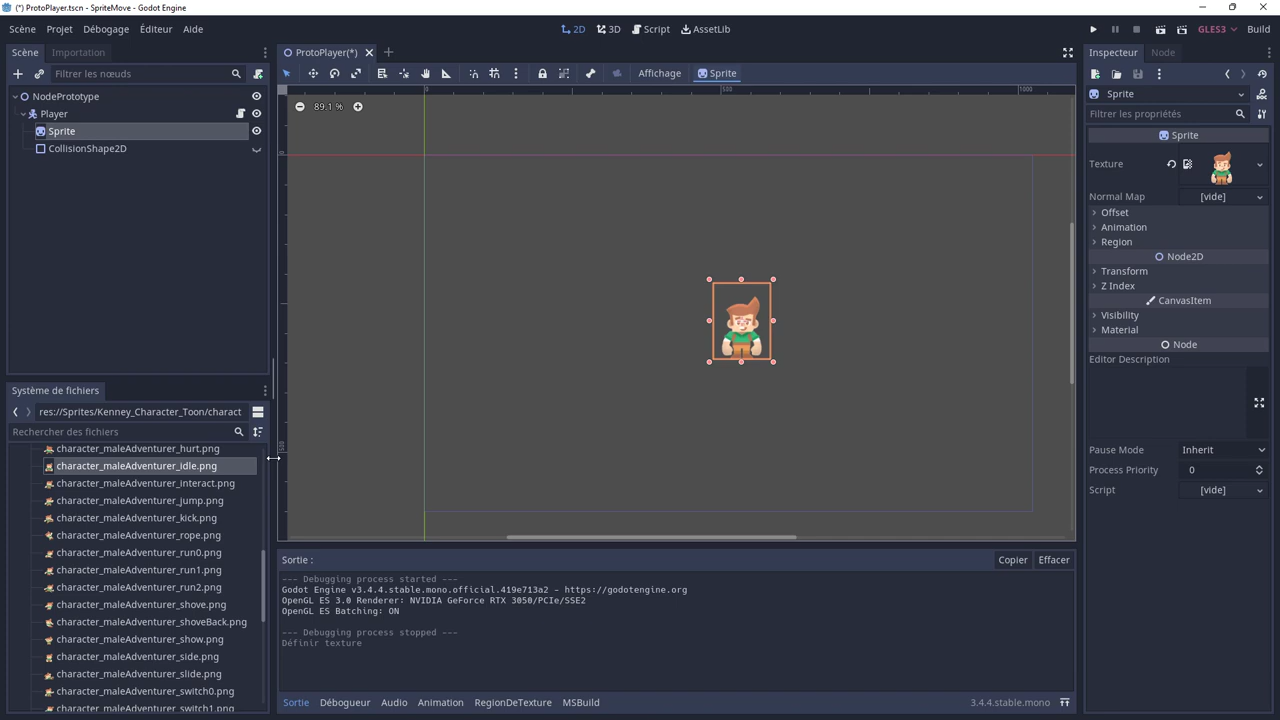 (*) ProtoPlayer.tscn - SpriteMove - Godot Engine
Scène Projet Débogage Éditeur Aide
2D 3D Script AssetLib
GLES3 Build
Scène Importation
Filtrer les nœuds
NodePrototype
Player
Sprite
CollisionShape2D
Système de fichiers
res://Sprites/Kenney_Character_Toon/charact
Rechercher des fichiers
character_maleAdventurer_hurt.png
character_maleAdventurer_idle.png
character_maleAdventurer_interact.png
character_maleAdventurer_jump.png
character_maleAdventurer_kick.png
character_maleAdventurer_rope.png
character_maleAdventurer_run0.png
character_maleAdventurer_run1.png
character_maleAdventurer_run2.png
character_maleAdventurer_shove.png
character_maleAdventurer_shoveBack.png
character_maleAdventurer_show.png
character_maleAdventurer_side.png
character_maleAdventurer_slide.png
character_maleAdventurer_switch0.png
character_maleAdventurer_switch1.png
ProtoPlayer(*)
Affichage Sprite
0 500 1000
89.1 %
0
500
Sortie :
Copier Effacer
--- Debugging process started ---
Godot Engine v3.4.4.stable.mono.official.419e713a2 - https://godotengine.org
OpenGL ES 3.0 Renderer: NVIDIA GeForce RTX 3050/PCIe/SSE2
OpenGL ES Batching: ON
--- Debugging process stopped ---
Définir texture
Sortie Débogueur Audio Animation RegionDeTexture MSBuild
3.4.4.stable.mono
Inspecteur Node
Sprite
Filtrer les propriétés
Sprite
Texture
Normal Map [vide]
Offset
Animation
Region
Node2D
Transform
Z Index
CanvasItem
Visibility
Material
Node
Editor Description
Pause Mode Inherit
Process Priority 0
Script [vide]